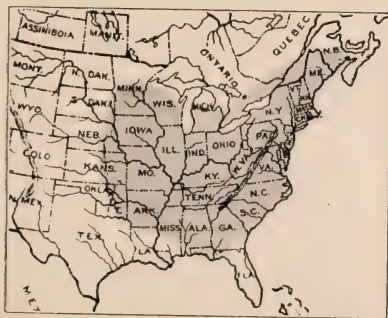 ASSINIBOIA
MANIT.
ONTARIO
QUEBEC
N.B.
MONT.
N. DAK.
MINN.
ME.
S. DAK.
WIS.
MICH.
VT.
N.H.
WYO.
N.Y.
MASS.
IOWA
NEB.
PA.
ILL.
IND.
OHIO
COLO.
KANS.
MO.
KY.
W.VA.
VA.
OKLA.
TENN.
N.C.
N. MEX.
ARK.
S.C.
TEX.
MISS.
ALA.
GA.
LA.
FLA.